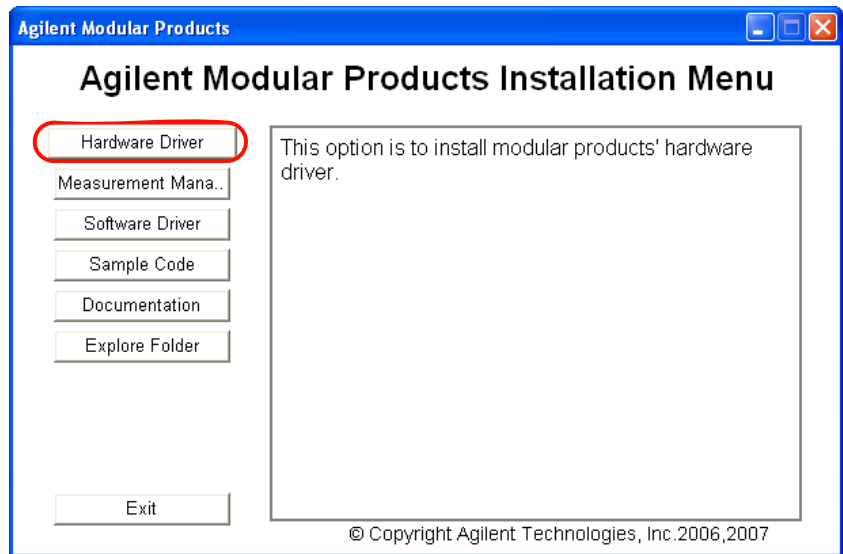 Agilent Modular Products
Agilent Modular Products Installation Menu
Hardware Driver
Measurement Mana..
Software Driver
Sample Code
Documentation
Explore Folder
Exit
This option is to install modular products' hardware
driver.
© Copyright Agilent Technologies, Inc.2006,2007